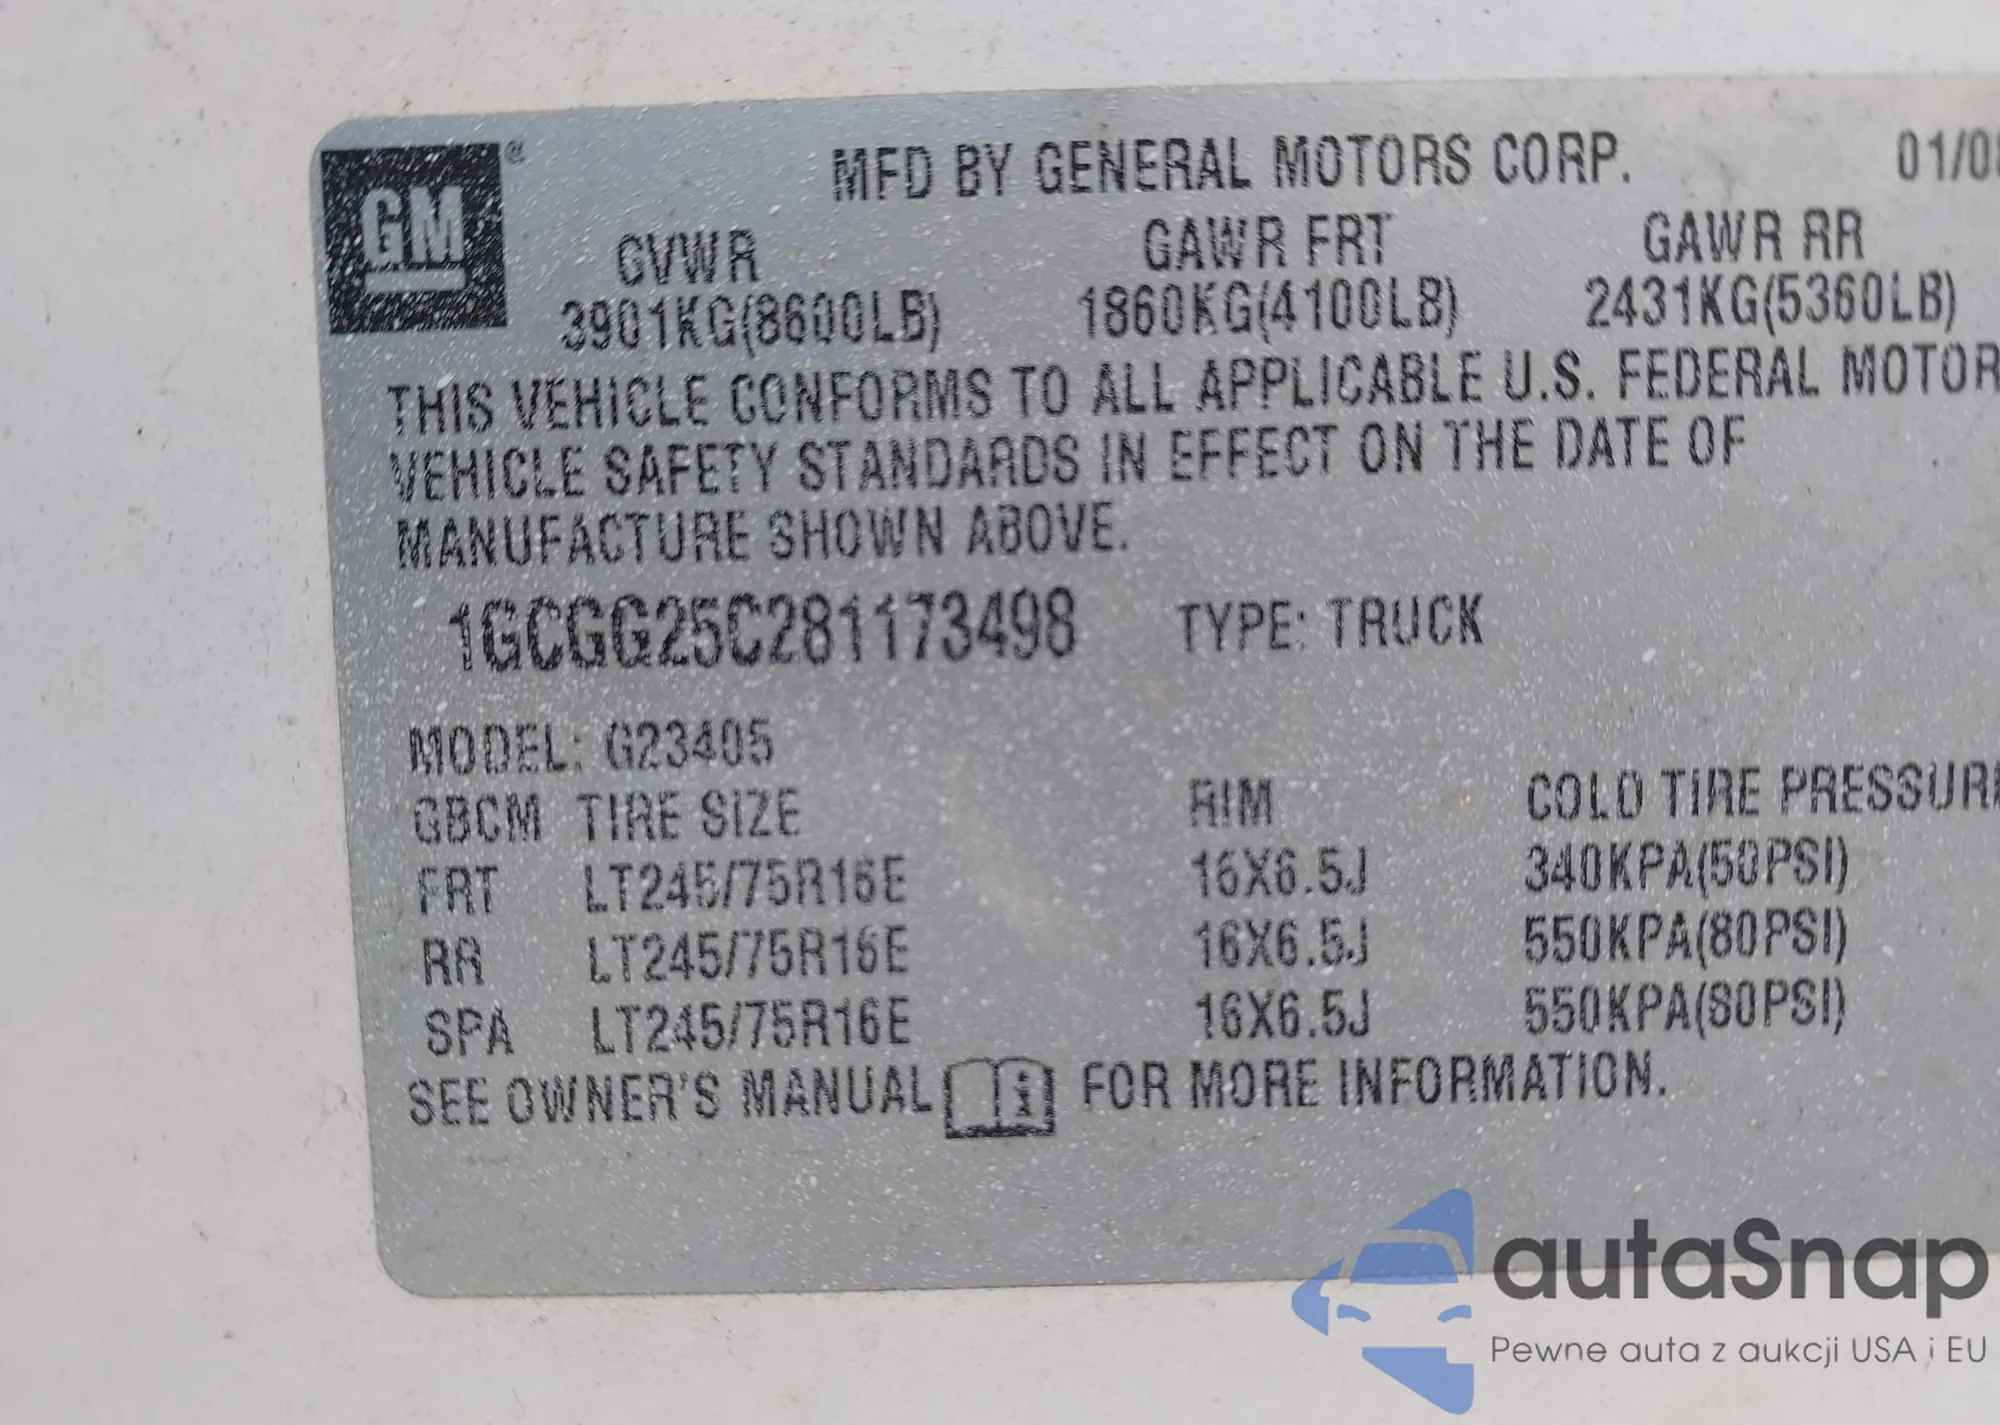 GM ®
MFD BY GENERAL MOTORS CORP. 01/08
GVWR GAWR FRT GAWR RR
3901KG(8600LB) 1860KG(4100LB) 2431KG(5360LB)
THIS VEHICLE CONFORMS TO ALL APPLICABLE U.S. FEDERAL MOTOR
VEHICLE SAFETY STANDARDS IN EFFECT ON THE DATE OF
MANUFACTURE SHOWN ABOVE.
1GCGG25C281173498 TYPE: TRUCK
MODEL: G23405
GBCM TIRE SIZE RIM COLD TIRE PRESSURE
FRT LT245/75R16E 16X6.5J 340KPA(50PSI)
RR LT245/75R16E 16X6.5J 550KPA(80PSI)
SPA LT245/75R16E 16X6.5J 550KPA(80PSI)
SEE OWNER'S MANUAL FOR MORE INFORMATION.
autaSnap
Pewne auta z aukcji USA i EU